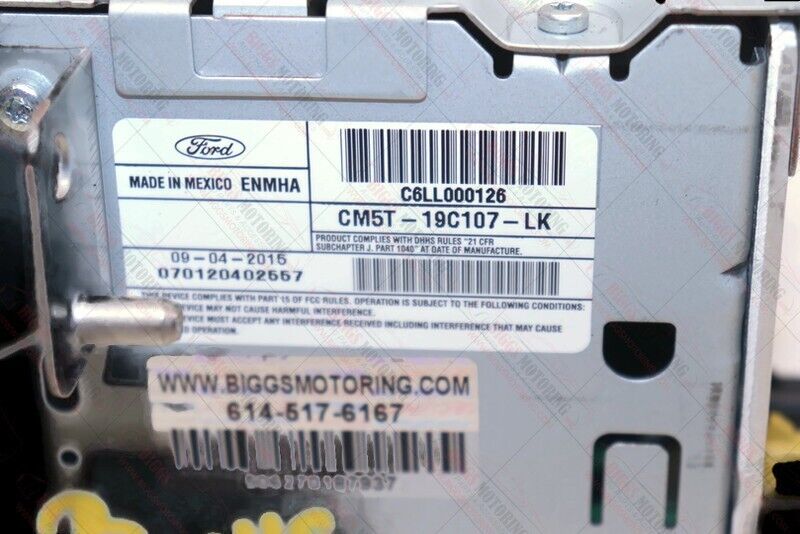 Ford
MADE IN MEXICO ENMHA
C6LL000126
CM5T-19C107-LK
PRODUCT COMPLIES WITH DHHS RULES "21 CFR
SUBCHAPTER J, PART 1040" AT DATE OF MANUFACTURE.
09-04-2015
070120402557
DEVICE COMPLIES WITH PART 15 OF FCC RULES. OPERATION IS SUBJECT TO THE FOLLOWING CONDITIONS:
DEVICE MAY NOT CAUSE HARMFUL INTERFERENCE.
DEVICE MUST ACCEPT ANY INTERFERENCE RECEIVED INCLUDING INTERFERENCE THAT MAY CAUSE
OPERATION.
WWW.BIGGSMOTORING.COM
614-517-6167
BIGGS MOTORING